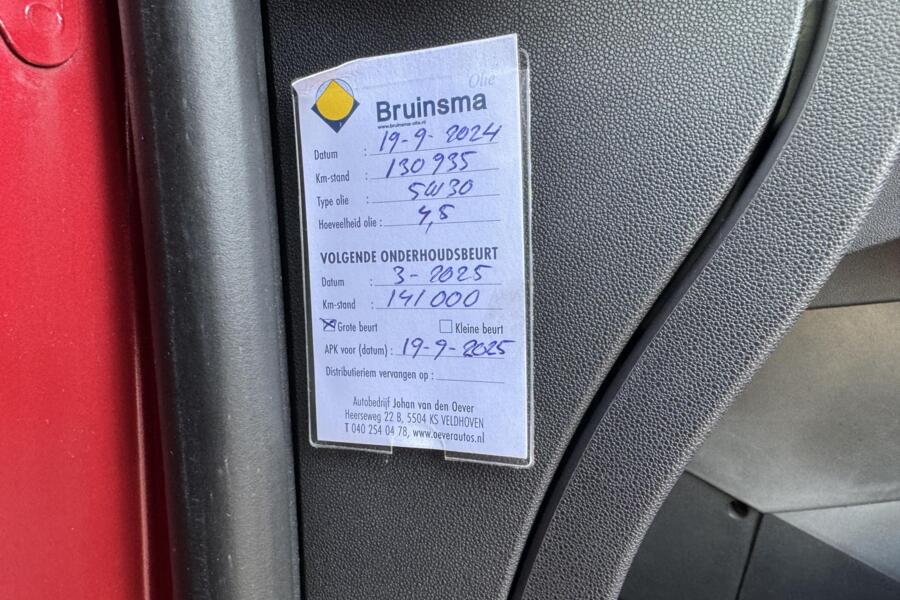 Olie
Bruinsma
www.bruinsma-olie.nl
Datum : 19-9-2024
Km-stand : 130935
Type olie : 5W30
Hoeveelheid olie : 4,5
VOLGENDE ONDERHOUDSBEURT
Datum : 3-2025
Km-stand : 141000
Grote beurt Kleine beurt
APK voor (datum) : 19-9-2025
Distributieriem vervangen op :
Autobedrijf Johan van den Oever
Heerseweg 22 B, 5504 KS VELDHOVEN
T 040 254 04 78, www.oeverautos.nl